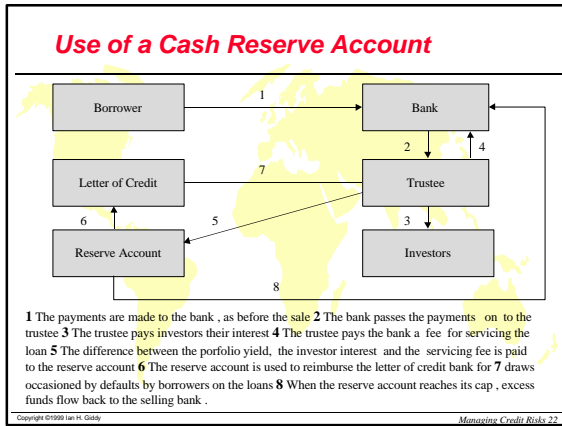 Use of a Cash Reserve Account
1
Borrower
Bank
2
4
Letter of Credit
7
Trustee
6
5
3
Reserve Account
Investors
8
1 The payments are made to the bank , as before the sale 2 The bank passes the payments on to the
trustee 3 The trustee pays investors their interest 4 The trustee pays the bank a fee for servicing the
loan 5 The difference between the porfolio yield, the investor interest and the servicing fee is paid
to the reserve account 6 The reserve account is used to reimburse the letter of credit bank for 7 draws
occasioned by defaults by borrowers on the loans 8 When the reserve account reaches its cap , excess
funds flow back to the selling bank .
Copyright ©1999 Ian H. Giddy
Managing Credit Risks 22